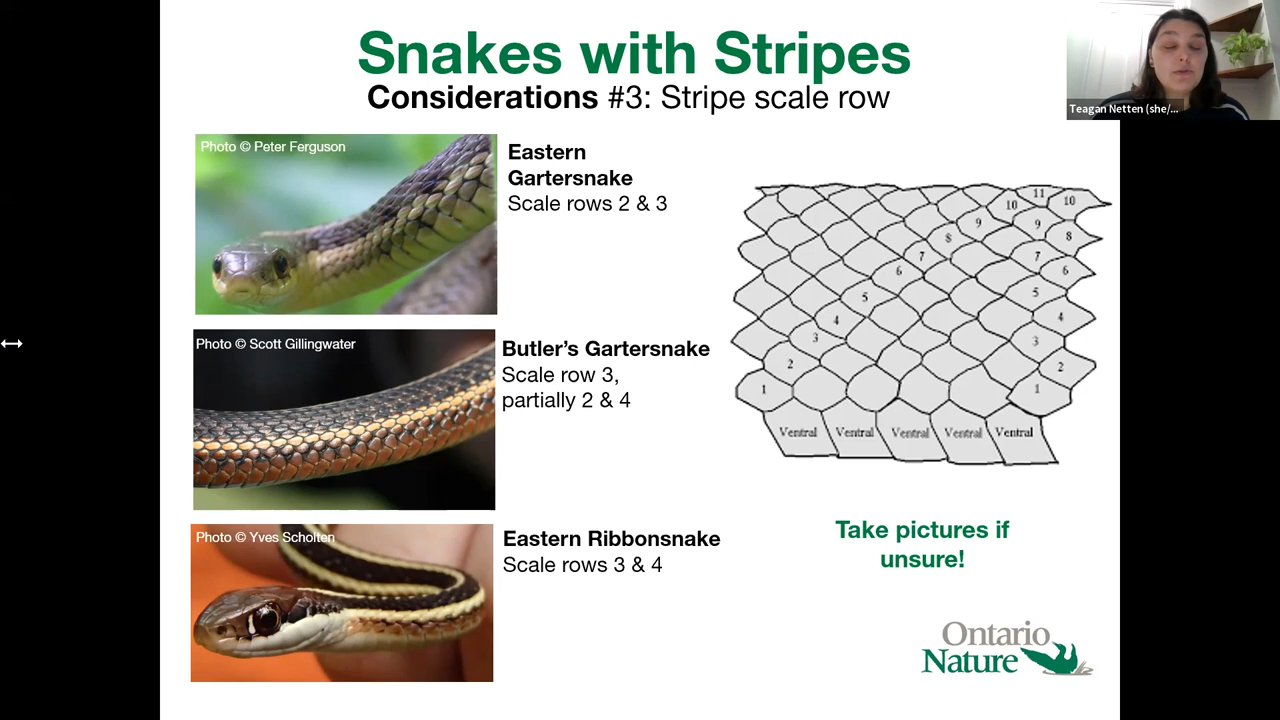 Snakes with Stripes
Considerations #3: Stripe scale row
Teagan Netten (she/...
Photo © Peter Ferguson
Eastern
Gartersnake
Scale rows 2 & 3
Photo © Scott Gillingwater
Butler's Gartersnake
Scale row 3,
partially 2 & 4
Photo © Yves Scholten
Eastern Ribbonsnake
Scale rows 3 & 4
11
10 10
9 9
8 8
7 7
6 6
5 5
4 4
3 3
2 2
1 1
Ventral Ventral Ventral Ventral Ventral
Take pictures if
unsure!
Ontario
Nature